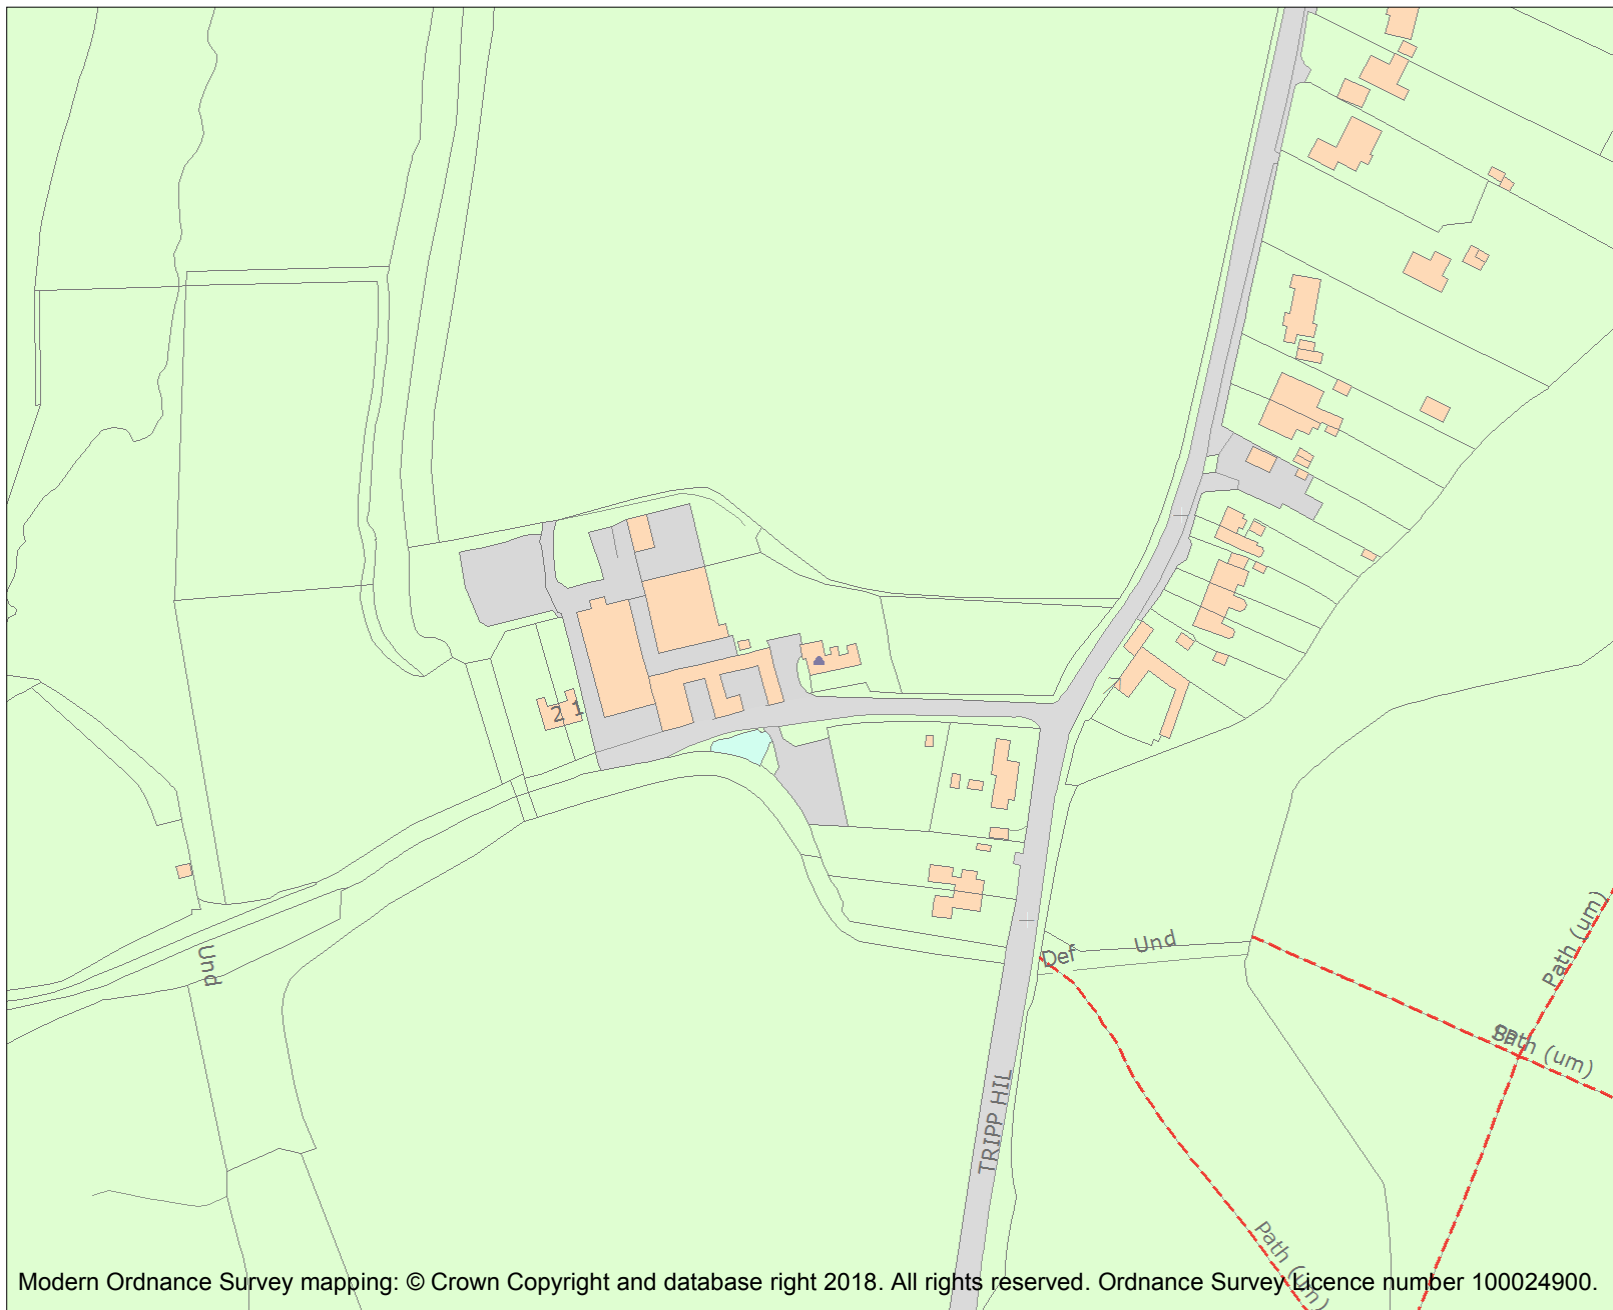 2 1
Und
Def
Und
Path (um)
Path (um)
TRIPP HIL
Path (um)
Modern Ordnance Survey mapping: © Crown Copyright and database right 2018. All rights reserved. Ordnance Survey Licence number 100024900.